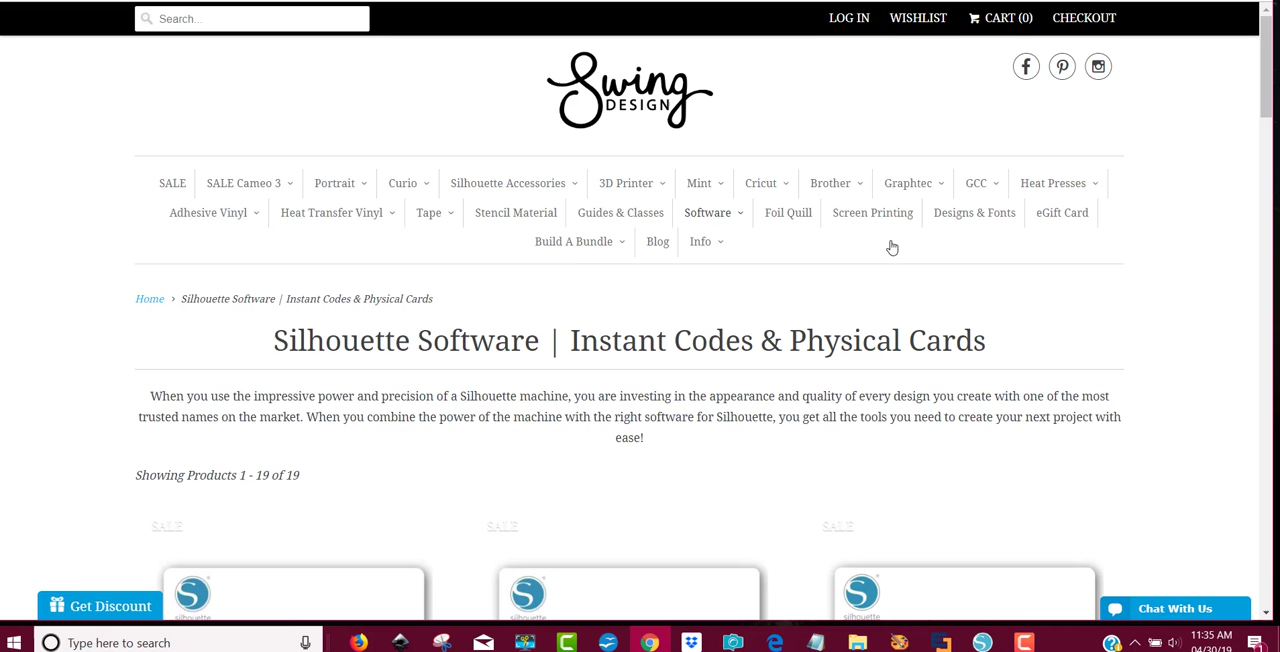 Search...
LOG IN WISHLIST CART (0) CHECKOUT
Swing
DESIGN
SALE SALE Cameo 3 Portrait Curio Silhouette Accessories 3D Printer Mint Cricut Brother Graphtec GCC Heat Presses
Adhesive Vinyl Heat Transfer Vinyl Tape Stencil Material Guides & Classes Software Foil Quill Screen Printing Designs & Fonts eGift Card
Build A Bundle Blog Info
Home › Silhouette Software | Instant Codes & Physical Cards
Silhouette Software | Instant Codes & Physical Cards
When you use the impressive power and precision of a Silhouette machine, you are investing in the appearance and quality of every design you create with one of the most
trusted names on the market. When you combine the power of the machine with the right software for Silhouette, you get all the tools you need to create your next project with
ease!
Showing Products 1 - 19 of 19
SALE SALE SALE
silhouette silhouette silhouette
Get Discount
Chat With Us
Type here to search
11:35 AM
04/30/19